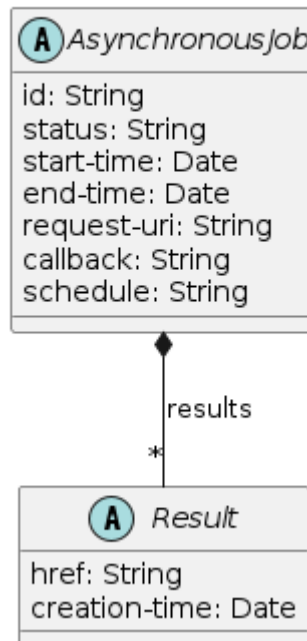 A AsynchronousJob
id: String
status: String
start-time: Date
end-time: Date
request-uri: String
callback: String
schedule: String
results
*
A Result
href: String
creation-time: Date